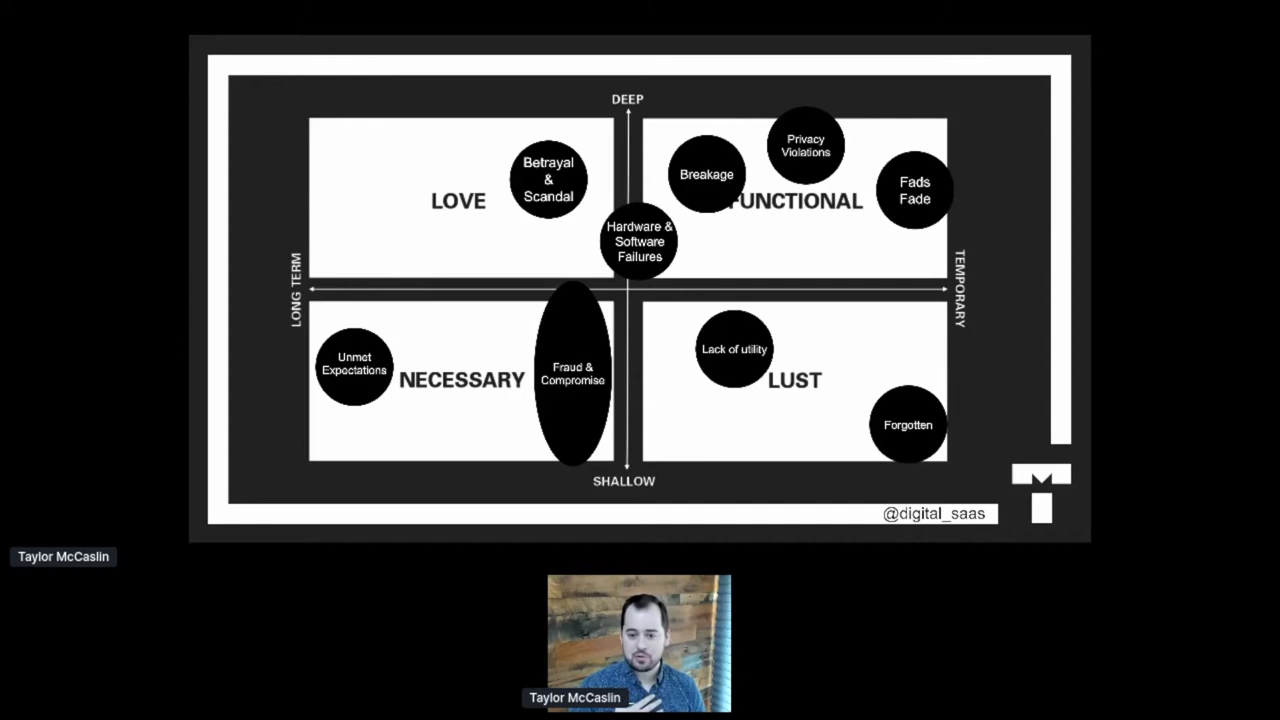 DEEP
Betrayal
&
Scandal
LOVE
Breakage
Privacy
Violations
Fads
Fade
FUNCTIONAL
Hardware &
Software
Failures
LONG TERM
TEMPORARY
Unmet
Expectations
NECESSARY
Fraud &
Compromise
Lack of utility
LUST
Forgotten
SHALLOW
@digital_saas
Taylor McCaslin
Taylor McCaslin